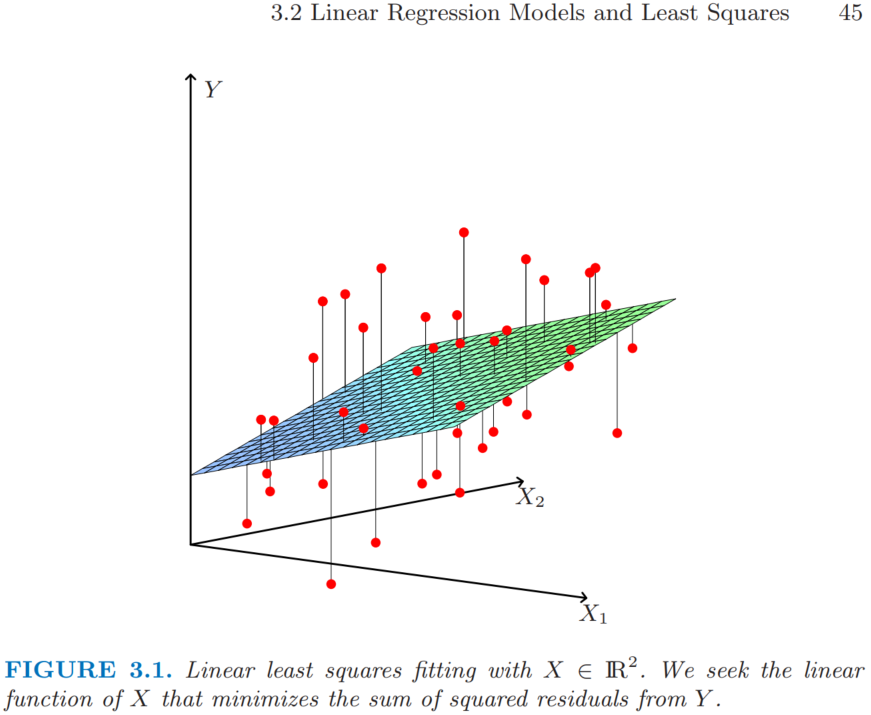 3.2 Linear Regression Models and Least Squares 45
Y
X₂
X₁
FIGURE 3.1. Linear least squares fitting with X ∈ ℝ². We seek the linear
function of X that minimizes the sum of squared residuals from Y.